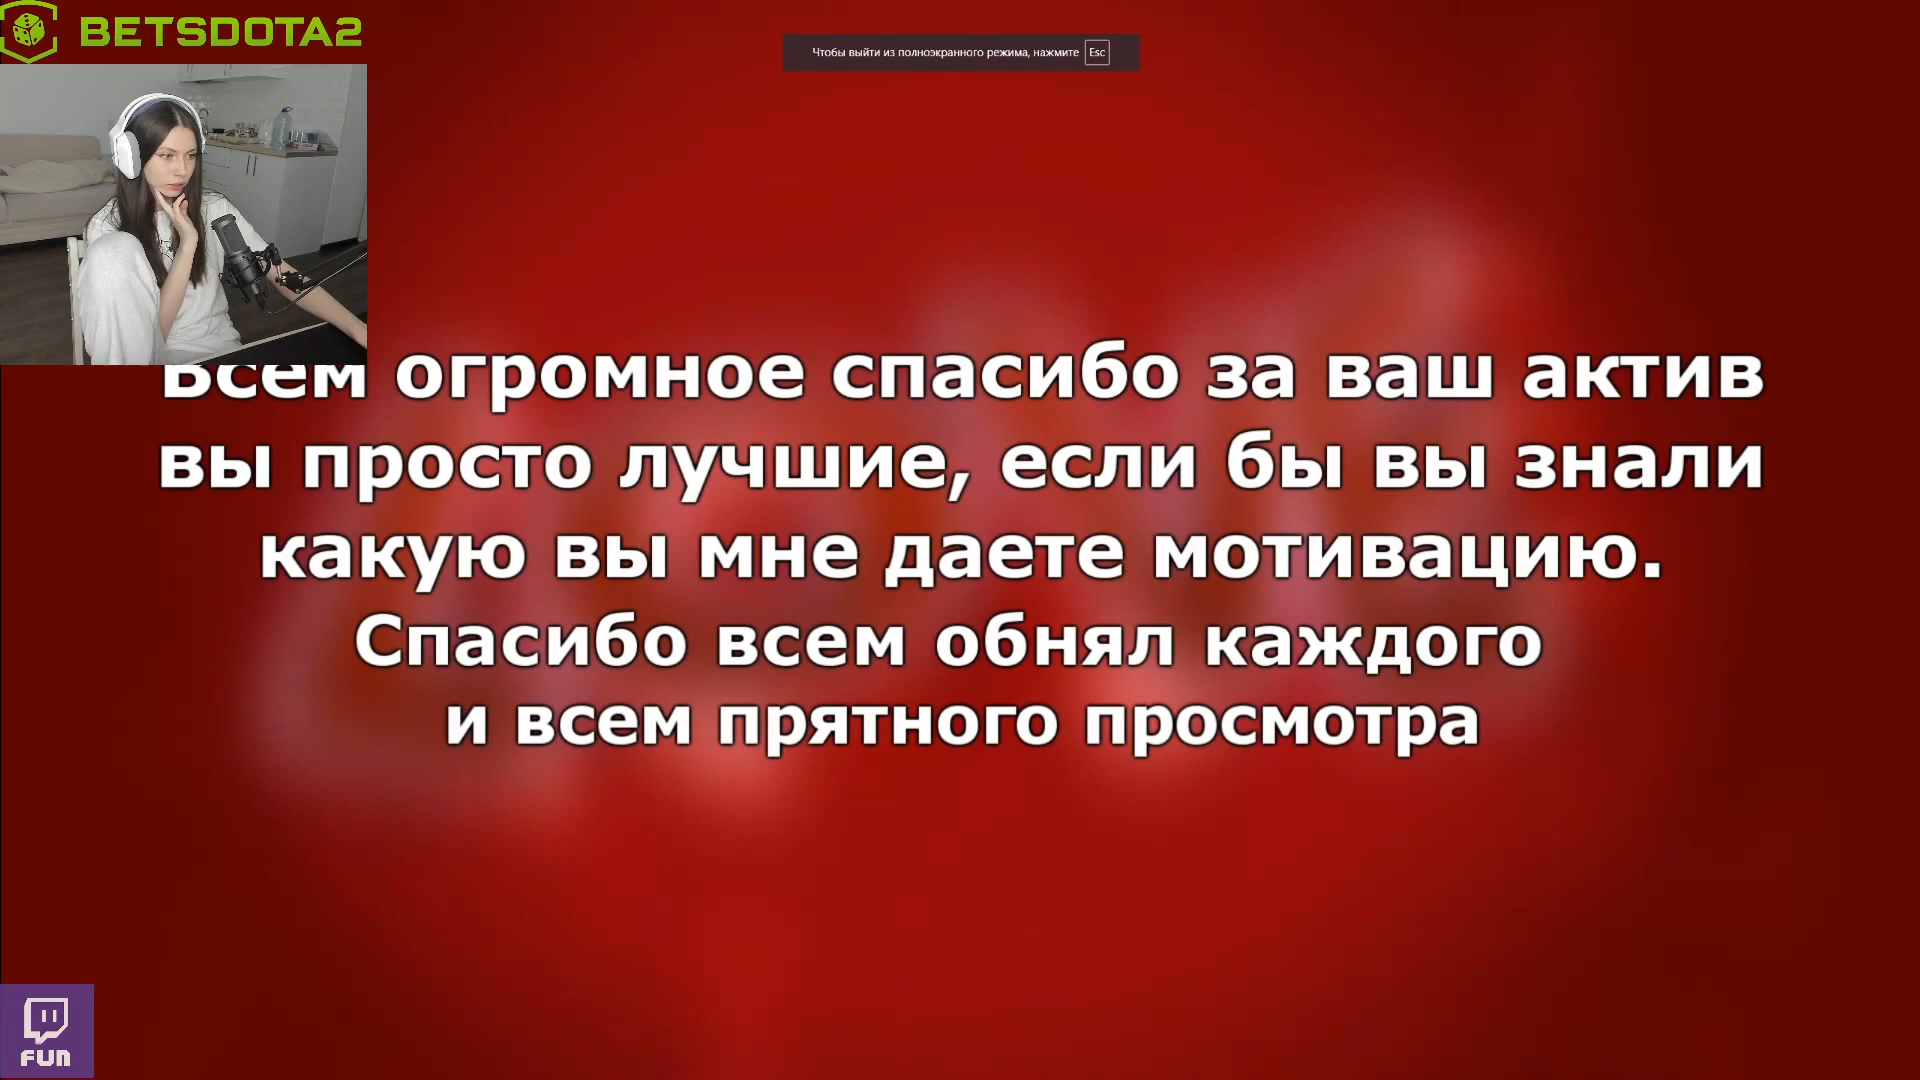 BETSDOTA2
Чтобы выйти из полноэкранного режима, нажмите Esc
Всем огромное спасибо за ваш актив
вы просто лучшие, если бы вы знали
какую вы мне даете мотивацию.
Спасибо всем обнял каждого
и всем прятного просмотра
FUN